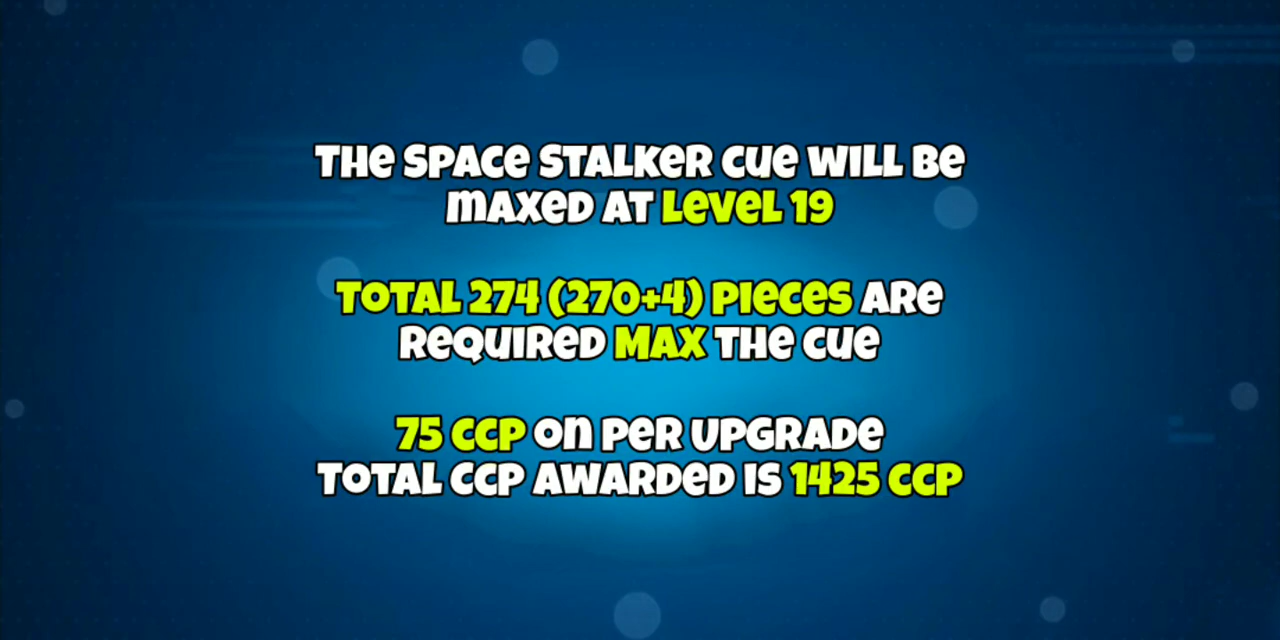 THE SPACE STALKER CUE WILL BE
MAXED AT LEVEL 19
TOTAL 274 (270+4) PIECES ARE
REQUIRED MAX THE CUE
75 CCP ON PER UPGRADE
TOTAL CCP AWARDED IS 1425 CCP